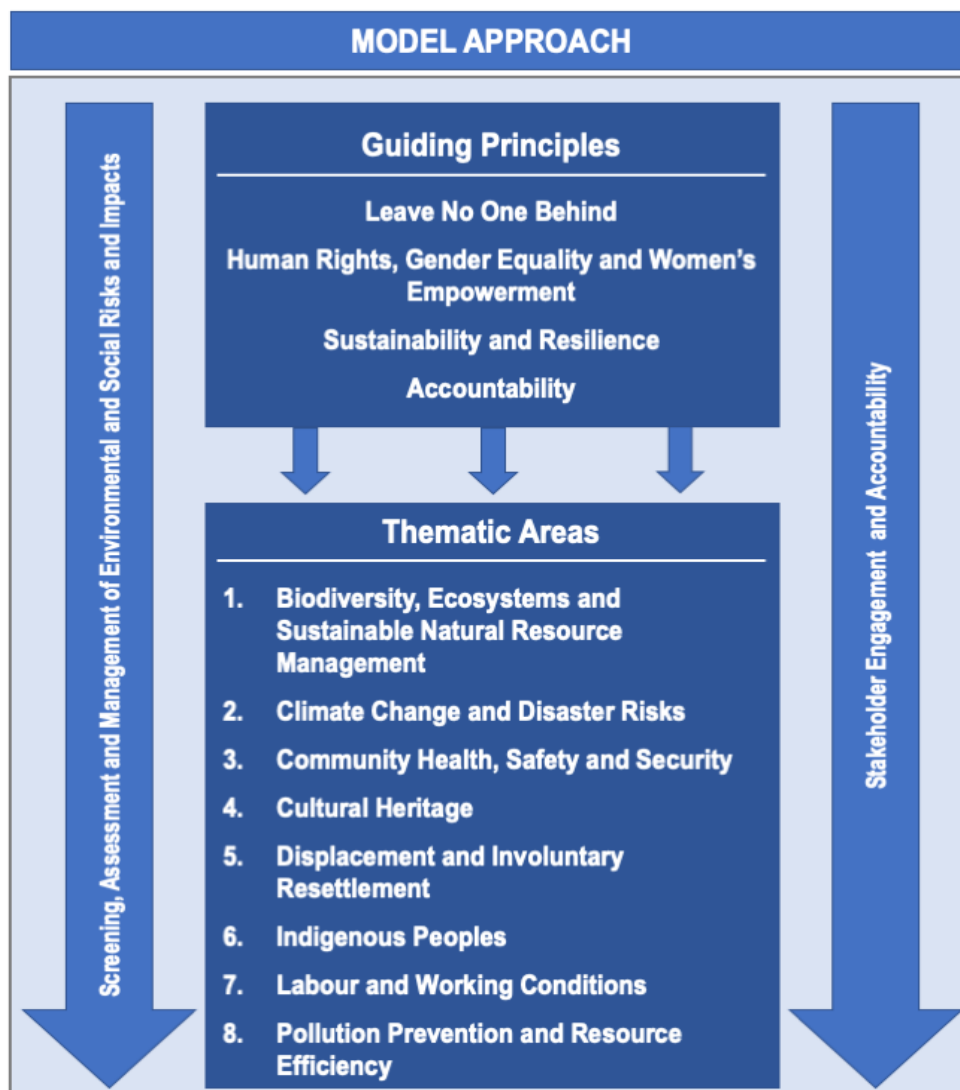 MODEL APPROACH
Screening, Assessment and Management of Environmental and Social Risks and Impacts
Guiding Principles
Leave No One Behind
Human Rights, Gender Equality and Women’s
Empowerment
Sustainability and Resilience
Accountability
Thematic Areas
1. Biodiversity, Ecosystems and
Sustainable Natural Resource
Management
2. Climate Change and Disaster Risks
3. Community Health, Safety and Security
4. Cultural Heritage
5. Displacement and Involuntary
Resettlement
6. Indigenous Peoples
7. Labour and Working Conditions
8. Pollution Prevention and Resource
Efficiency
Stakeholder Engagement and Accountability